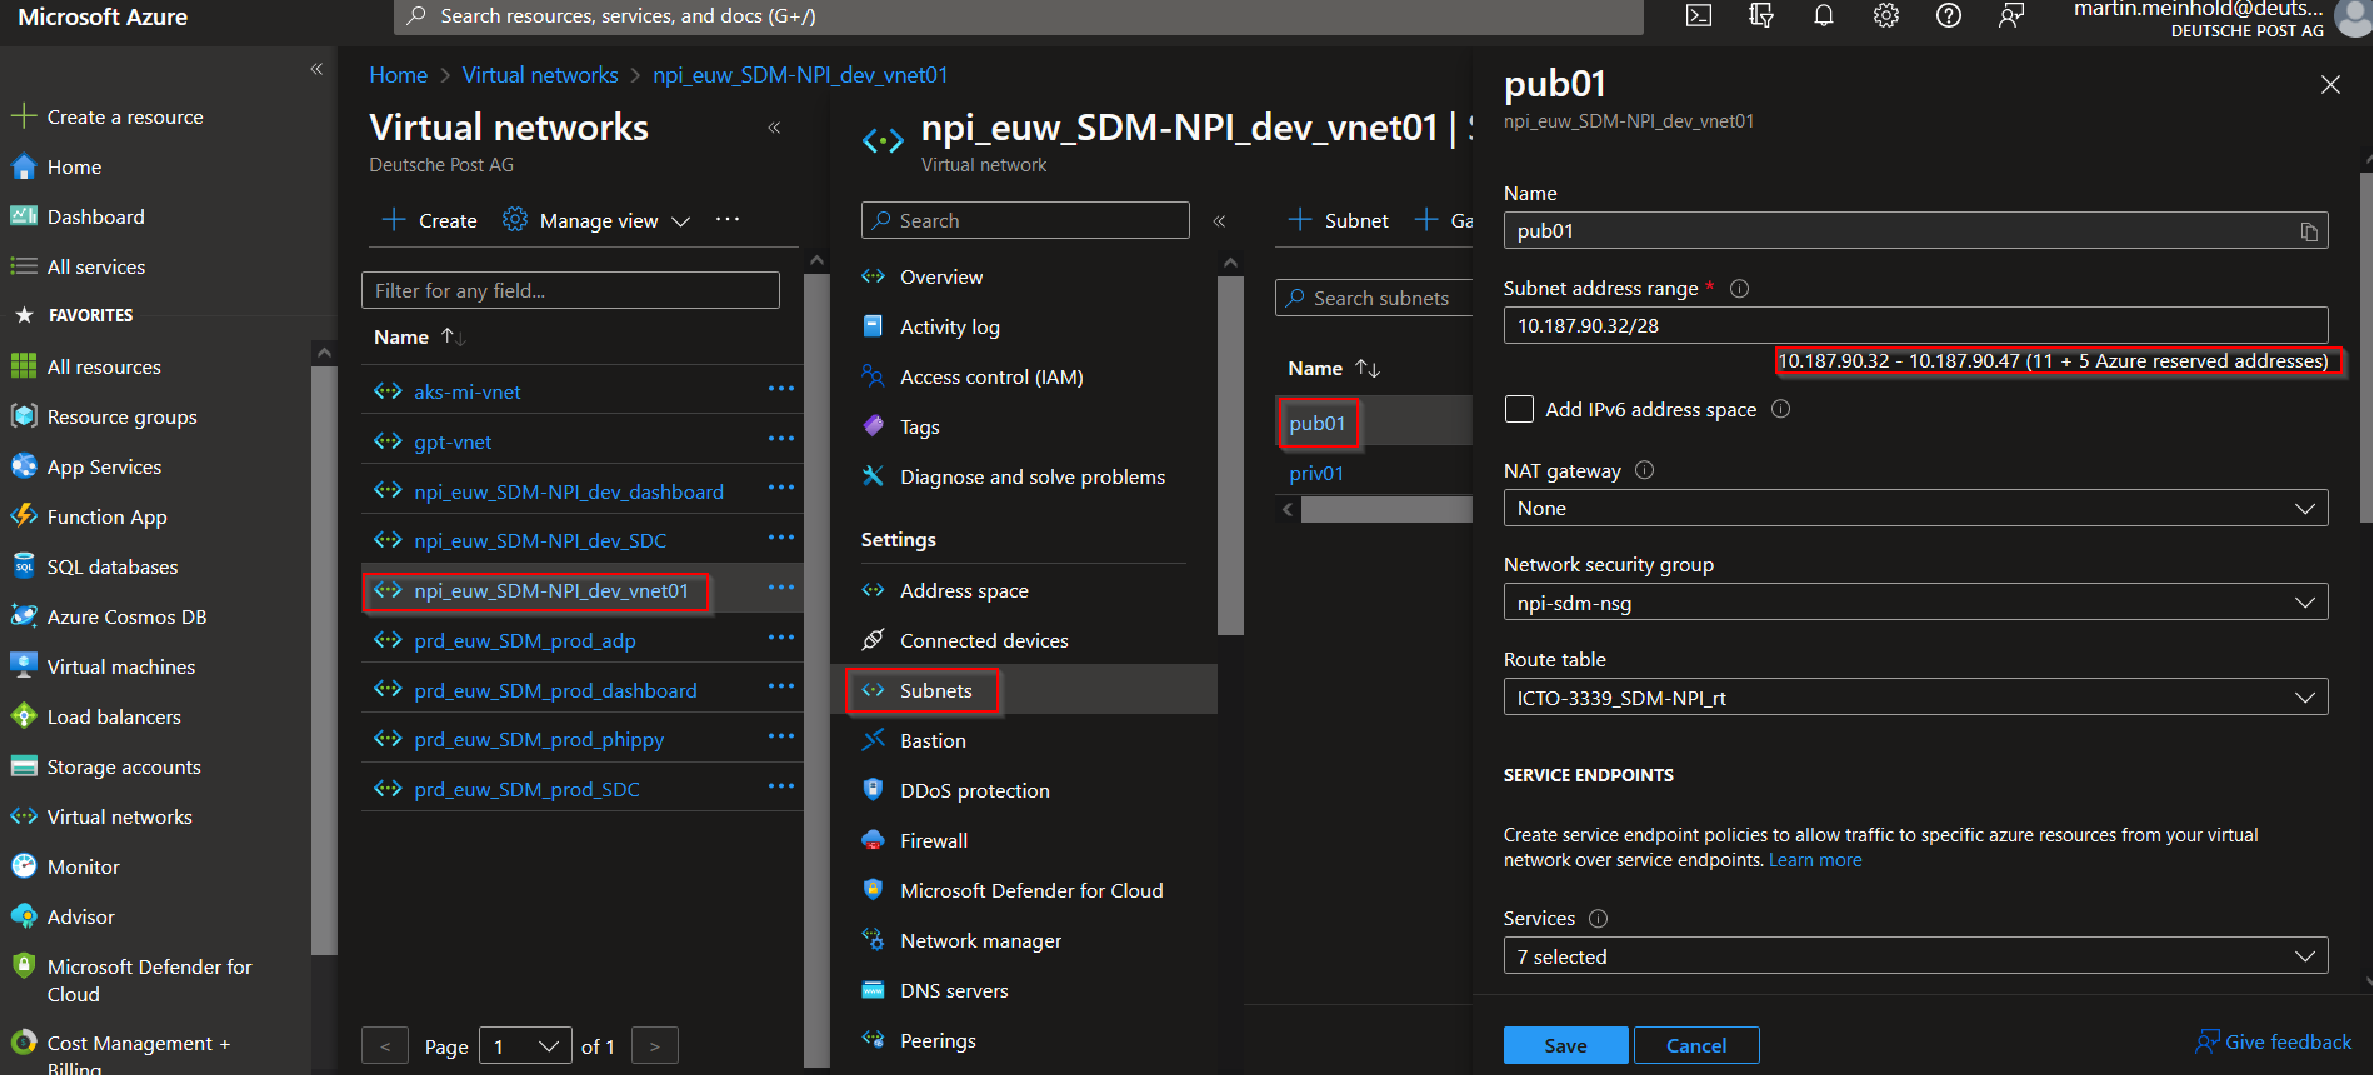 Microsoft Azure
Search resources, services, and docs (G+/)
martin.meinhold@deuts...
DEUTSCHE POST AG
Create a resource
Home
Dashboard
All services
FAVORITES
All resources
Resource groups
App Services
Function App
SQL databases
Azure Cosmos DB
Virtual machines
Load balancers
Storage accounts
Virtual networks
Monitor
Advisor
Microsoft Defender for
Cloud
Cost Management +
Billing
Home > Virtual networks > npi_euw_SDM-NPI_dev_vnet01
Virtual networks
Deutsche Post AG
Create
Manage view
Filter for any field...
Name
aks-mi-vnet
gpt-vnet
npi_euw_SDM-NPI_dev_dashboard
npi_euw_SDM-NPI_dev_SDC
npi_euw_SDM-NPI_dev_vnet01
prd_euw_SDM_prod_adp
prd_euw_SDM_prod_dashboard
prd_euw_SDM_prod_phippy
prd_euw_SDM_prod_SDC
< Page 1 of 1 >
npi_euw_SDM-NPI_dev_vnet01 | S
Virtual network
Search
Overview
Activity log
Access control (IAM)
Tags
Diagnose and solve problems
Settings
Address space
Connected devices
Subnets
Bastion
DDoS protection
Firewall
Microsoft Defender for Cloud
Network manager
DNS servers
Peerings
Subnet
Ga
Search subnets
Name
pub01
priv01
pub01
npi_euw_SDM-NPI_dev_vnet01
Name
pub01
Subnet address range *
10.187.90.32/28
10.187.90.32 - 10.187.90.47 (11 + 5 Azure reserved addresses)
Add IPv6 address space
NAT gateway
None
Network security group
npi-sdm-nsg
Route table
ICTO-3339_SDM-NPI_rt
SERVICE ENDPOINTS
Create service endpoint policies to allow traffic to specific azure resources from your virtual
network over service endpoints. Learn more
Services
7 selected
Save
Cancel
Give feedback